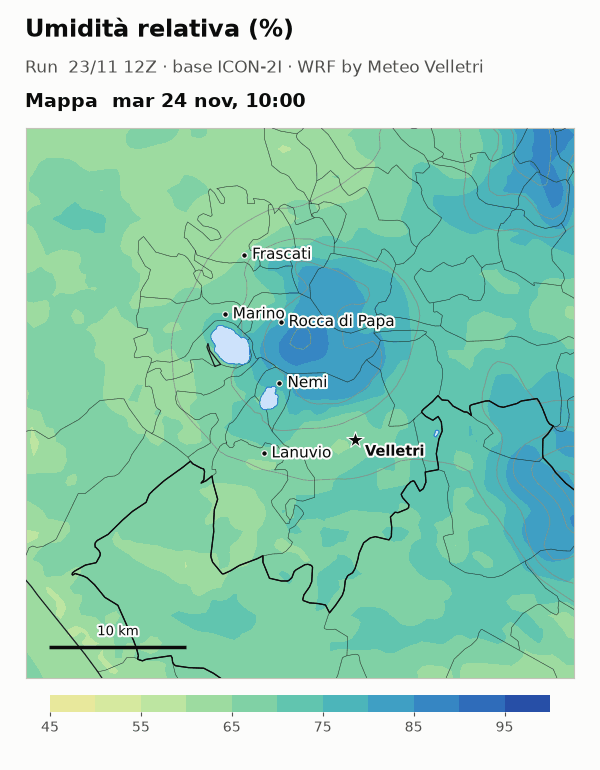 Umidità relativa (%)
Run  23/11 12Z · base ICON-2I · WRF by Meteo Velletri
Mappa  mar 24 nov, 10:00
Frascati
Marino
Rocca di Papa
Nemi
Velletri
Lanuvio
10 km
45 55 65 75 85 95